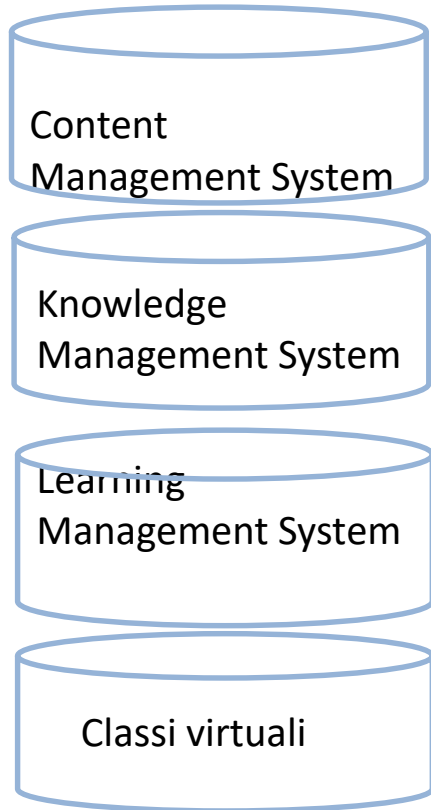 Content
Management System
Knowledge
Management System
Learning
Management System
Classi virtuali